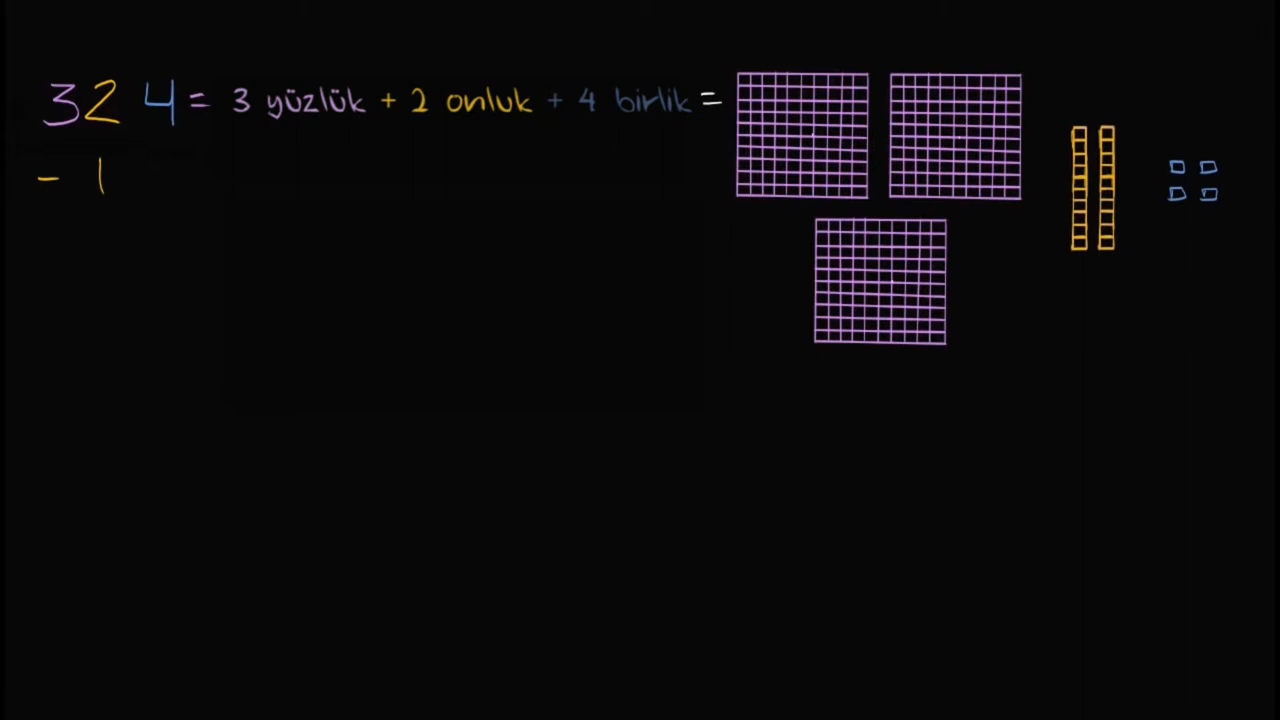 324 = 3 yüzlük + 2 onluk + 4 birlik =
- 1